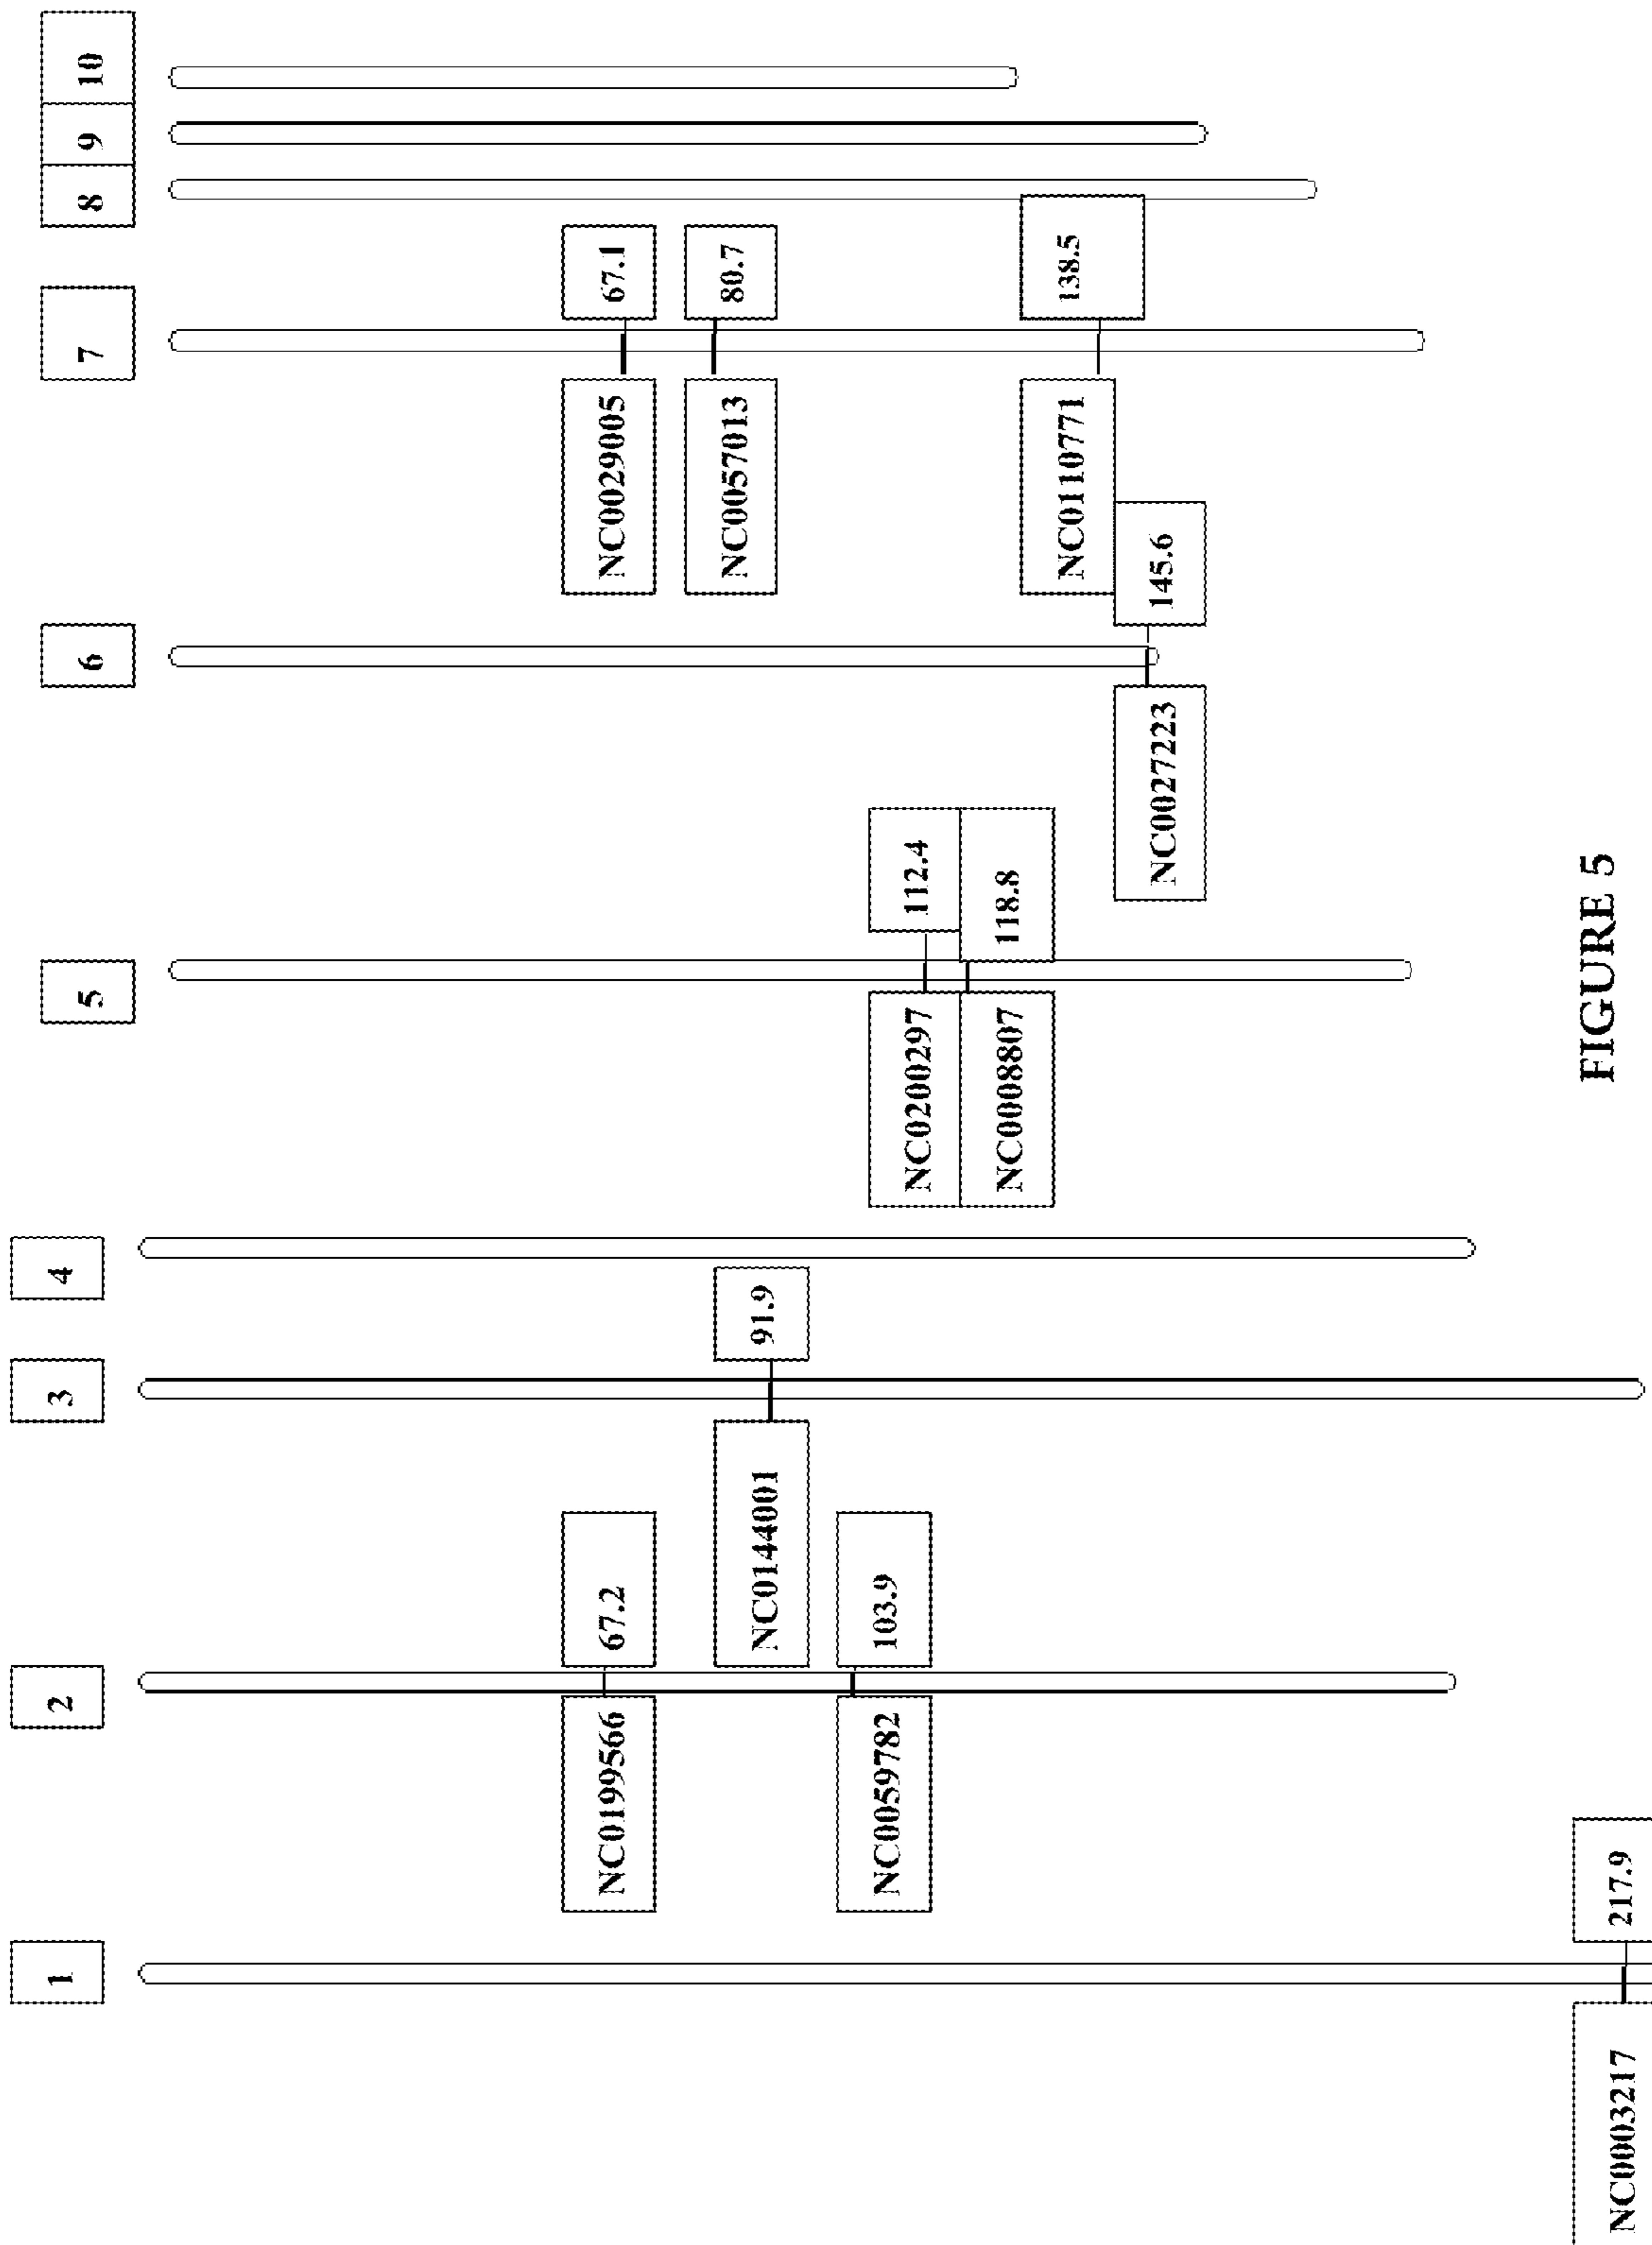 1
2
3
4
5
6
7
8
9
10
NC0003217
217.9
NC0199566
67.2
NC0059782
103.9
NC0144001
91.9
NC0200297
112.4
NC0008807
118.8
NC0027223
145.6
NC0029005
67.1
NC0057013
80.7
NC0110771
138.5
FIGURE 5